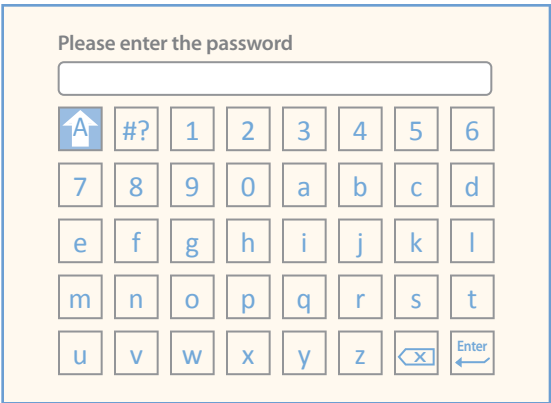 Please enter the password
A #? 1 2 3 4 5 6
7 8 9 0 a b c d
e f g h i j k l
m n o p q r s t
u v w x y z x Enter